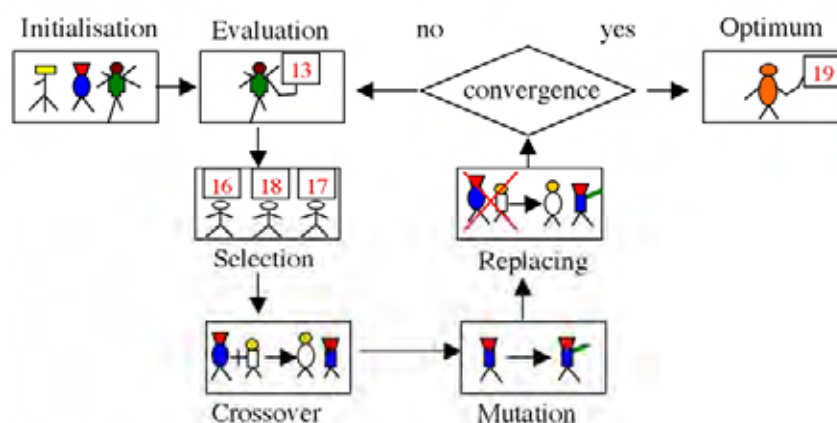 Initialisation
Evaluation
no
yes
Optimum
13
convergence
19
16 18 17
Selection
Replacing
Crossover
Mutation